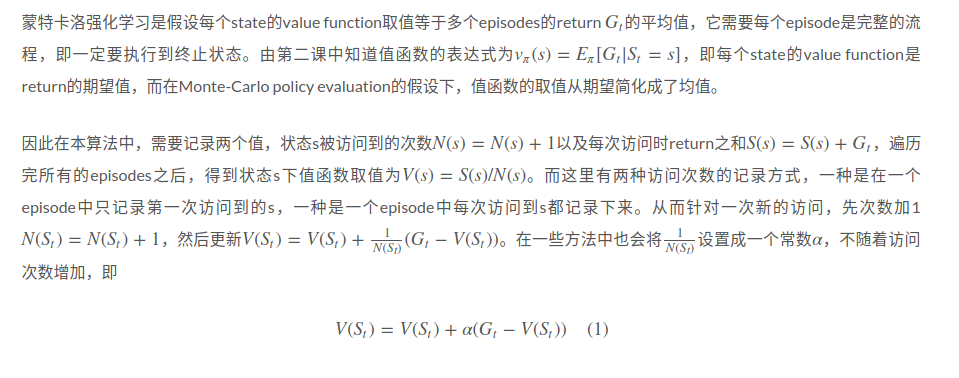 蒙特卡洛强化学习是假设每个state的value function取值等于多个episodes的return G_t的平均值，它需要每个episode是完整的流
程，即一定要执行到终止状态。由第二课中知道值函数的表达式为v_π(s) = E_π[G_t|S_t = s]，即每个state的value function是
return的期望值，而在Monte-Carlo policy evaluation的假设下，值函数的取值从期望简化成了均值。
因此在本算法中，需要记录两个值，状态s被访问到的次数N(s) = N(s) + 1以及每次访问时return之和S(s) = S(s) + G_t，遍历
完所有的episodes之后，得到状态s下值函数取值为V(s) = S(s)/N(s)。而这里有两种访问次数的记录方式，一种是在一个
episode中只记录第一次访问到的s，一种是一个episode中每次访问到s都记录下来。从而针对一次新的访问，先次数加1
N(S_t) = N(S_t) + 1，然后更新V(S_t) = V(S_t) + 1/N(S_t) (G_t − V(S_t))。在一些方法中也会将1/N(S_t)设置成一个常数α，不随着访问
次数增加，即
V(S_t) = V(S_t) + α(G_t − V(S_t)) (1)